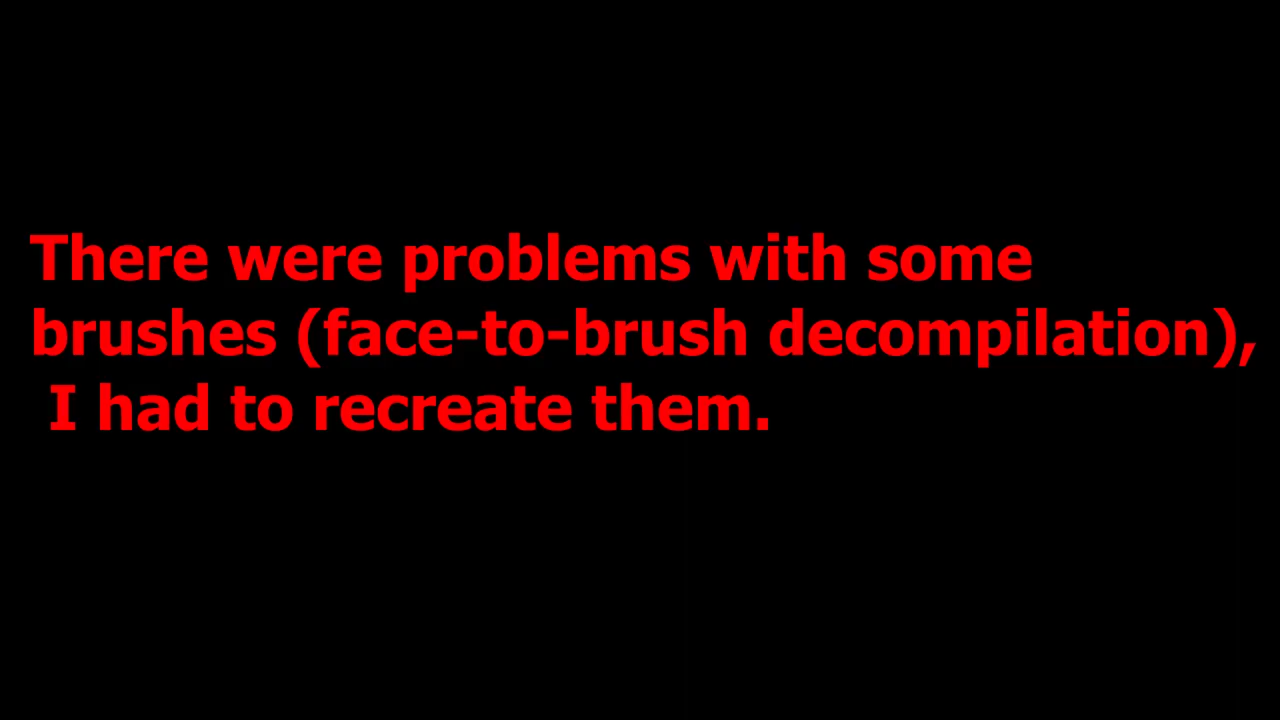 There were problems with some
brushes (face-to-brush decompilation),
I had to recreate them.